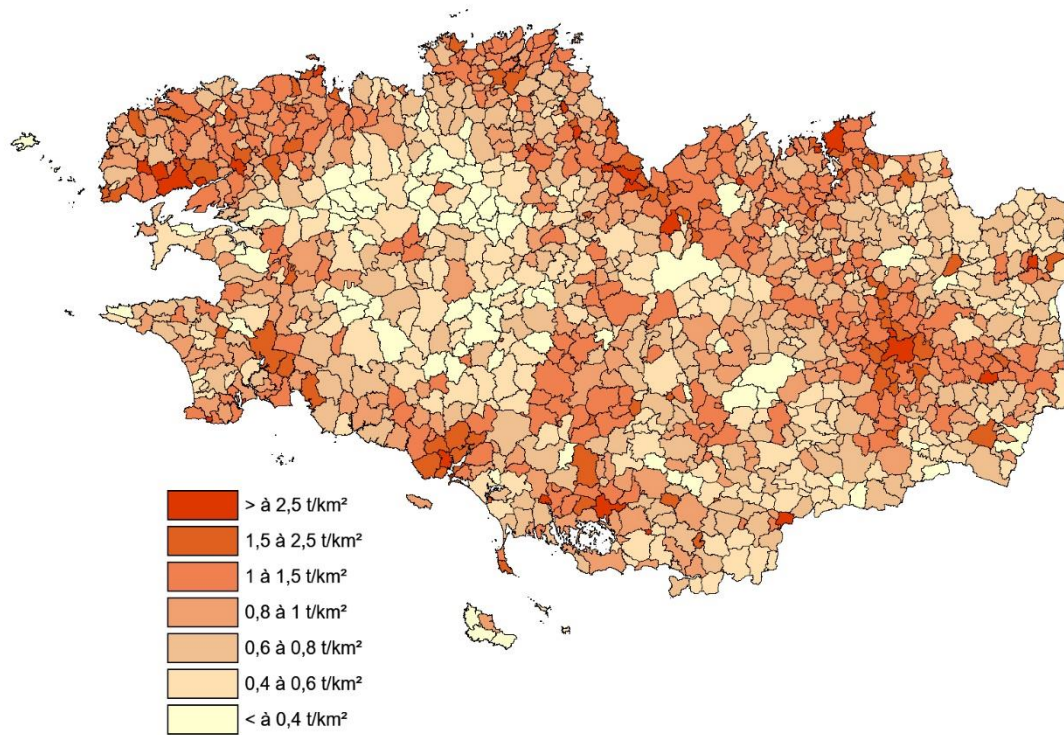 > à 2,5 t/km²
1,5 à 2,5 t/km²
1 à 1,5 t/km²
0,8 à 1 t/km²
0,6 à 0,8 t/km²
0,4 à 0,6 t/km²
< à 0,4 t/km²